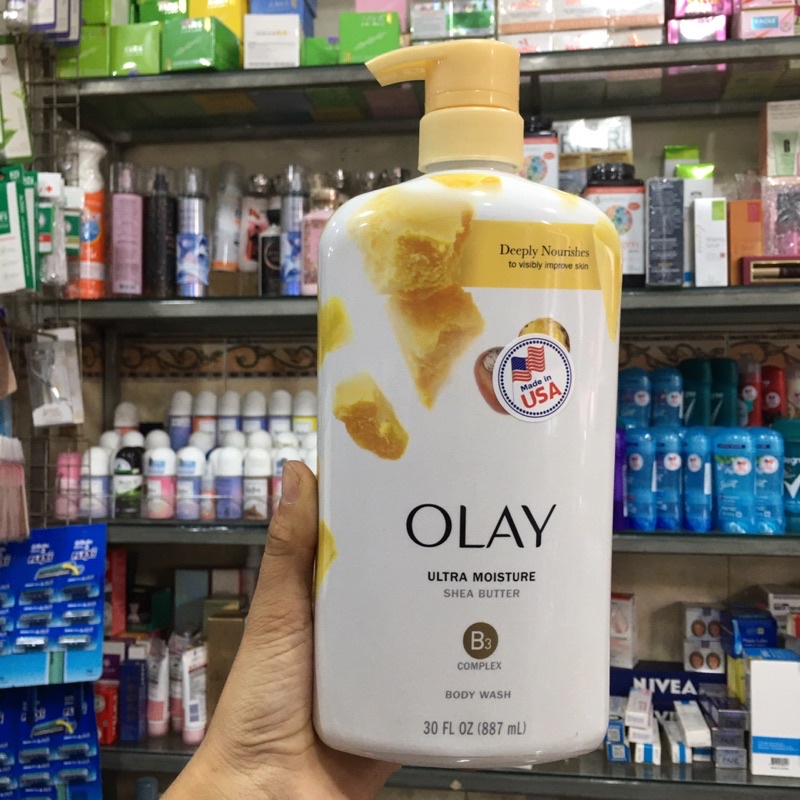 Deeply Nourishes
to visibly improve skin
Made in
USA
OLAY
ULTRA MOISTURE
SHEA BUTTER
B3
COMPLEX
BODY WASH
30 FL OZ (887 mL)
NIVEA
FLEXI